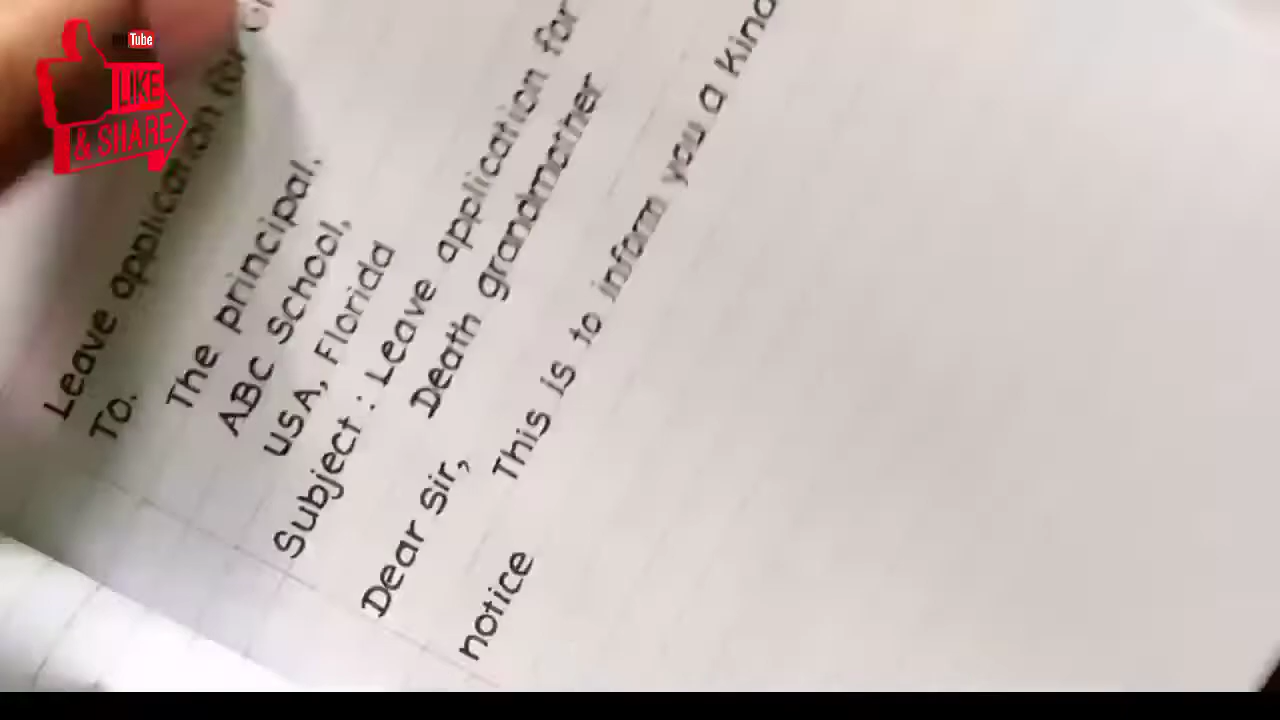 Tube
LIKE
& SHARE
Leave application for
To.
The principal.
ABC School,
USA, Florida
Subject : Leave application for
Death grandmother
Dear sir,
This is to inform you a kind
notice